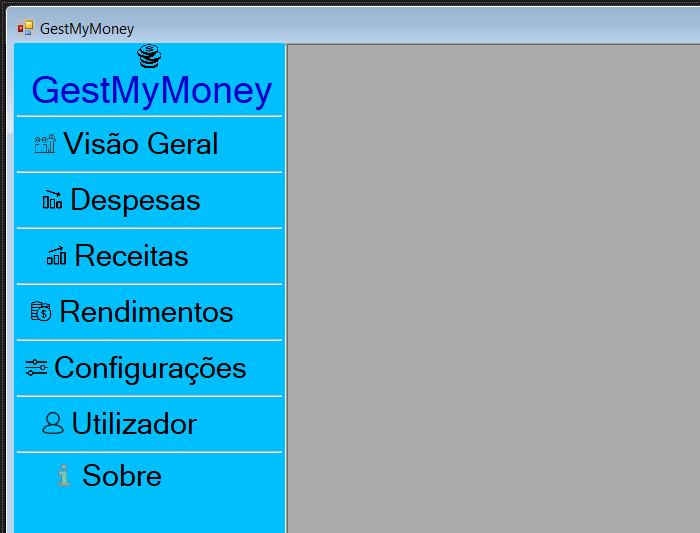 GestMyMoney
GestMyMoney
Visão Geral
Despesas
Receitas
Rendimentos
Configurações
Utilizador
Sobre